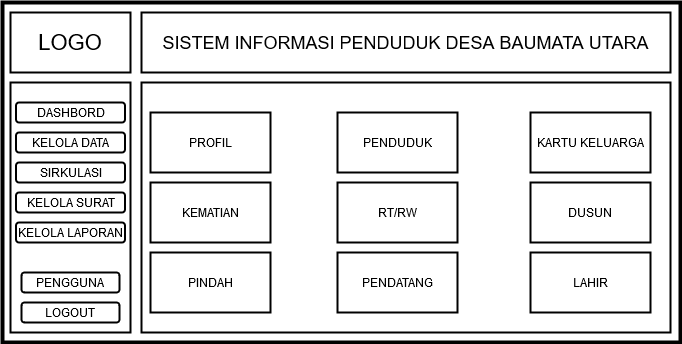 LOGO
SISTEM INFORMASI PENDUDUK DESA BAUMATA UTARA
DASHBORD
KELOLA DATA
SIRKULASI
KELOLA SURAT
KELOLA LAPORAN
PENGGUNA
LOGOUT
PROFIL
PENDUDUK
KARTU KELUARGA
KEMATIAN
RT/RW
DUSUN
PINDAH
PENDATANG
LAHIR